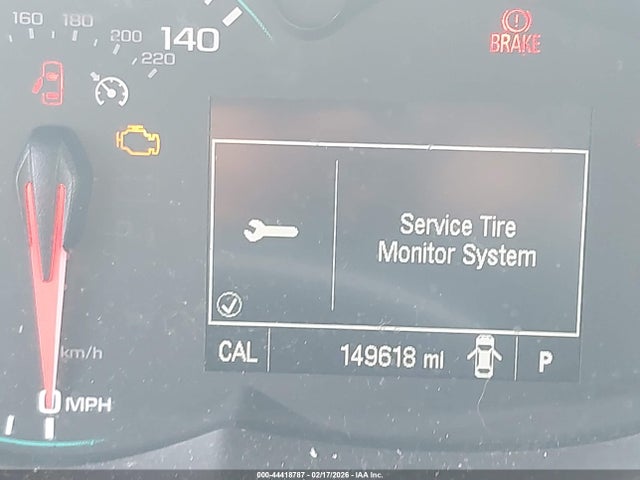 160
180
200
220
140
BRAKE
Service Tire
Monitor System
km/h
0 MPH
CAL
149618 mi
P
000-44418787 - 02/17/2026 - IAA Inc.